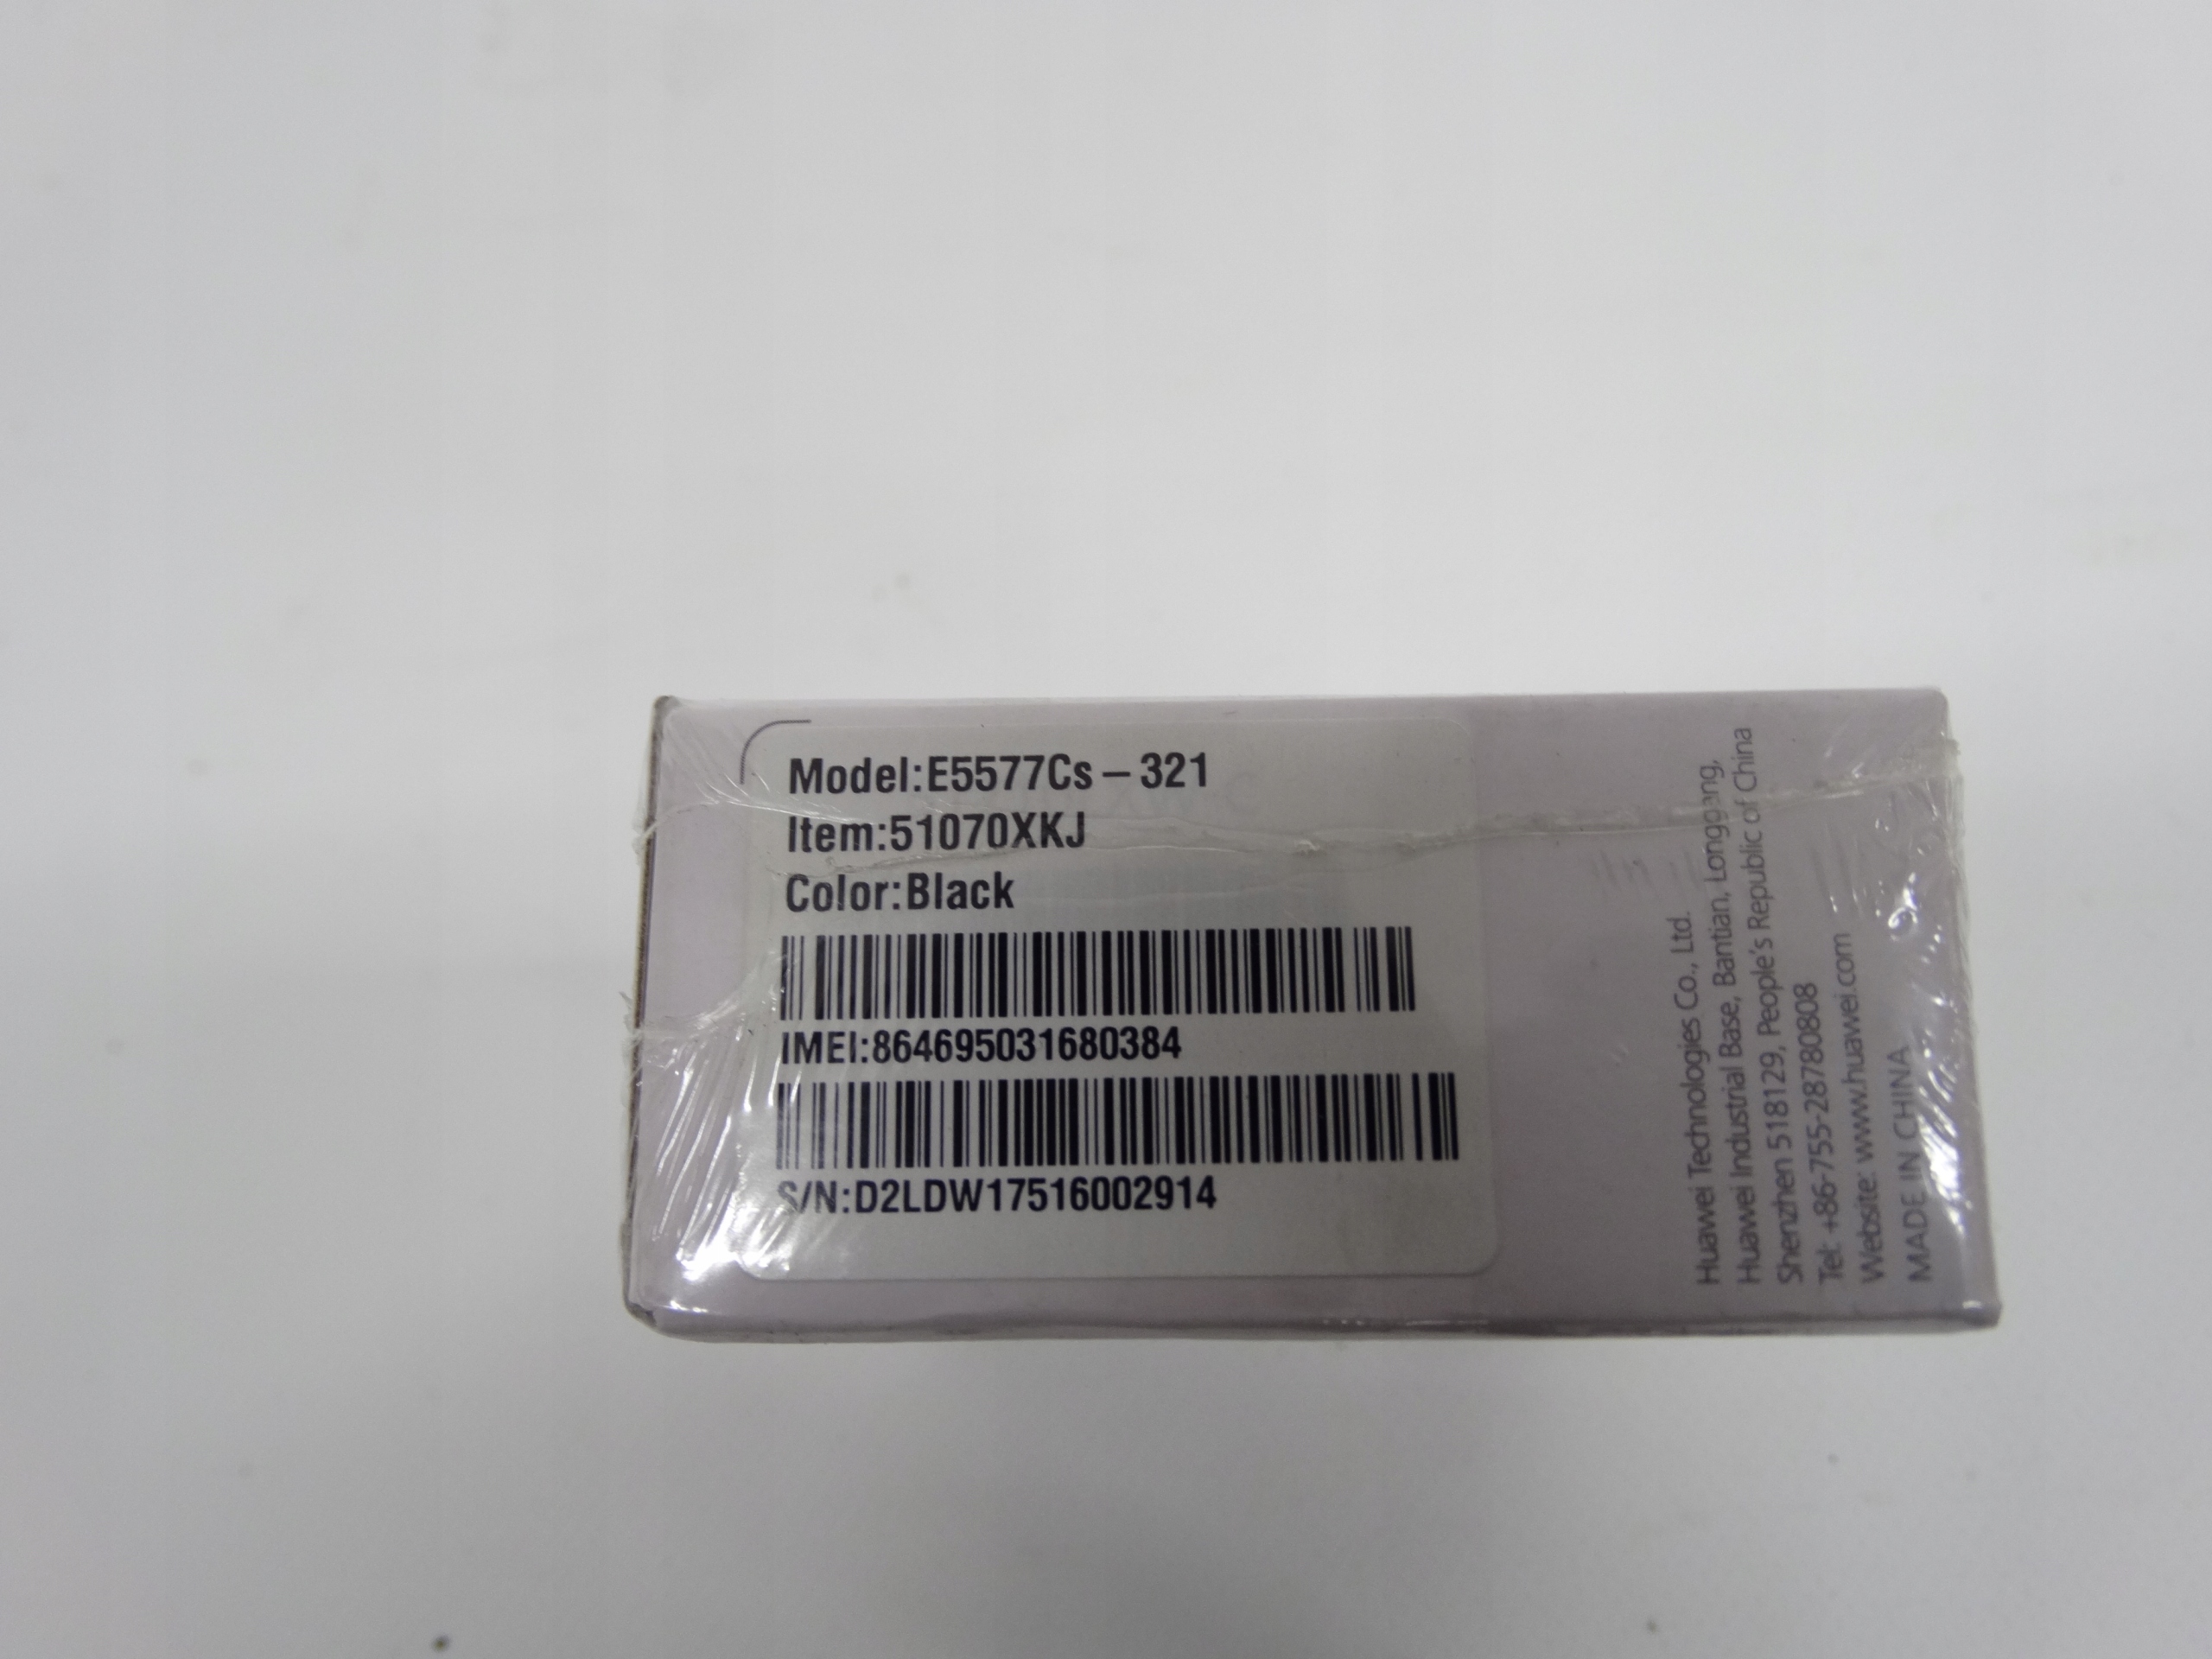 Model:E5577Cs – 321
Item:51070XKJ
Color:Black
IMEI:864695031680384
S/N:D2LDW17516002914
Huawei Technologies Co., Ltd.
Huawei Industrial Base, Bantian, Longgang,
Shenzhen 518129, People's Republic of China
Tel: +86-755-28780808
Website: www.huawei.com
MADE IN CHINA